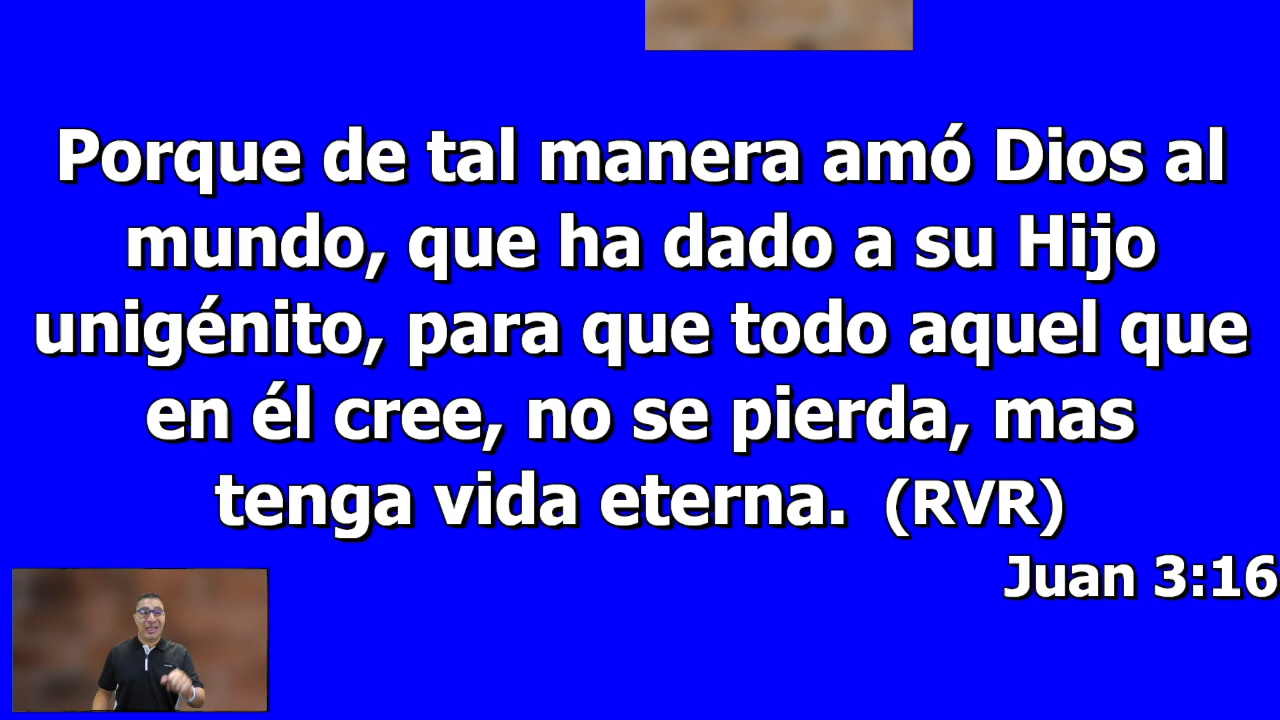 Porque de tal manera amó Dios al
mundo, que ha dado a su Hijo
unigénito, para que todo aquel que
en él cree, no se pierda, mas
tenga vida eterna. (RVR)
Juan 3:16